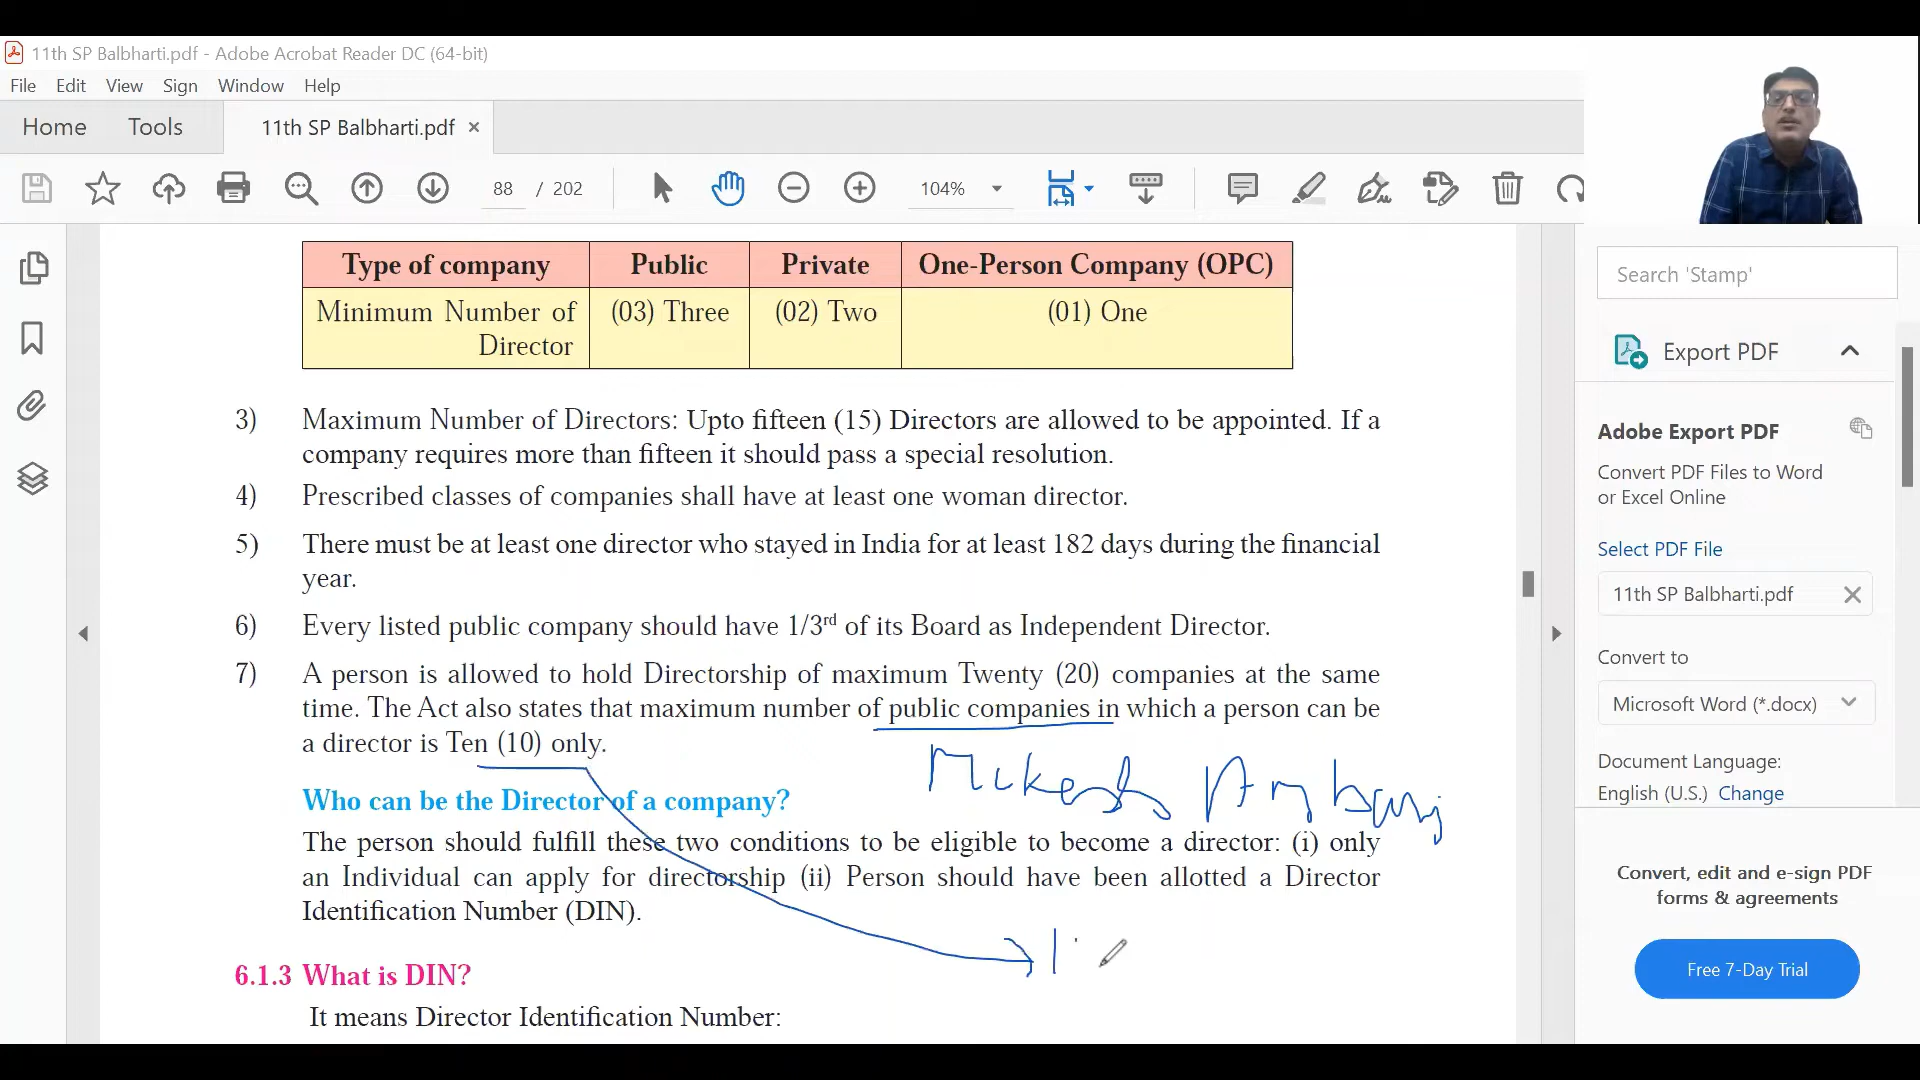 11th SP Balbharti.pdf - Adobe Acrobat Reader DC (64-bit)
File Edit View Sign Window Help
Home Tools 11th SP Balbharti.pdf ×
88 / 202 104%
Search 'Stamp'
Export PDF
Adobe Export PDF
Convert PDF Files to Word
or Excel Online
Select PDF File
11th SP Balbharti.pdf
Convert to
Microsoft Word (*.docx)
Document Language:
English (U.S.) Change
Convert, edit and e-sign PDF
forms & agreements
Free 7-Day Trial
Type of company Public Private One-Person Company (OPC)
Minimum Number of (03) Three (02) Two (01) One
Director
3) Maximum Number of Directors: Upto fifteen (15) Directors are allowed to be appointed. If a
company requires more than fifteen it should pass a special resolution.
4) Prescribed classes of companies shall have at least one woman director.
5) There must be at least one director who stayed in India for at least 182 days during the financial
year.
6) Every listed public company should have 1/3rd of its Board as Independent Director.
7) A person is allowed to hold Directorship of maximum Twenty (20) companies at the same
time. The Act also states that maximum number of public companies in which a person can be
a director is Ten (10) only.
Mukesh Ambani
Who can be the Director of a company?
The person should fulfill these two conditions to be eligible to become a director: (i) only
an Individual can apply for directorship (ii) Person should have been allotted a Director
Identification Number (DIN).
6.1.3 What is DIN?
It means Director Identification Number: